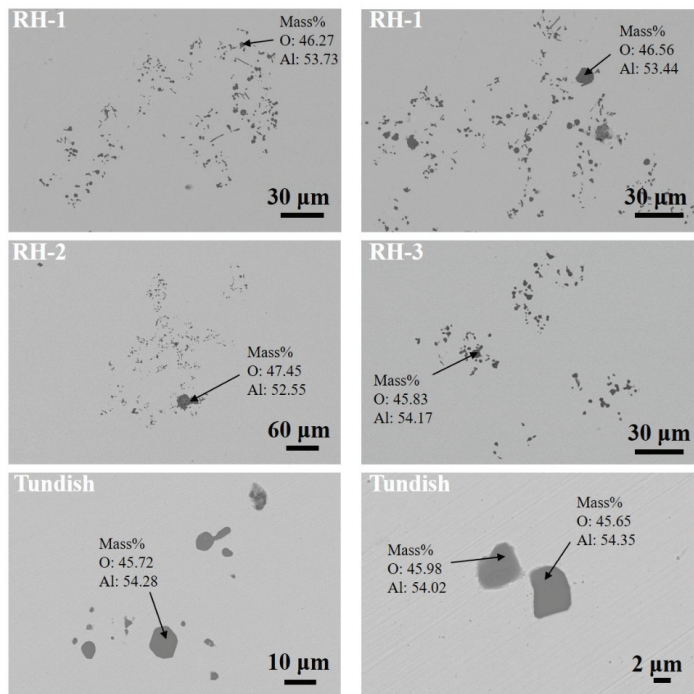 RH-1
Mass%
O: 46.27
Al: 53.73
30 µm
RH-1
Mass%
O: 46.56
Al: 53.44
30 µm
RH-2
Mass%
O: 47.45
Al: 52.55
60 µm
RH-3
Mass%
O: 45.83
Al: 54.17
30 µm
Tundish
Mass%
O: 45.72
Al: 54.28
10 µm
Tundish
Mass%
O: 45.65
Al: 54.35
Mass%
O: 45.98
Al: 54.02
2 µm